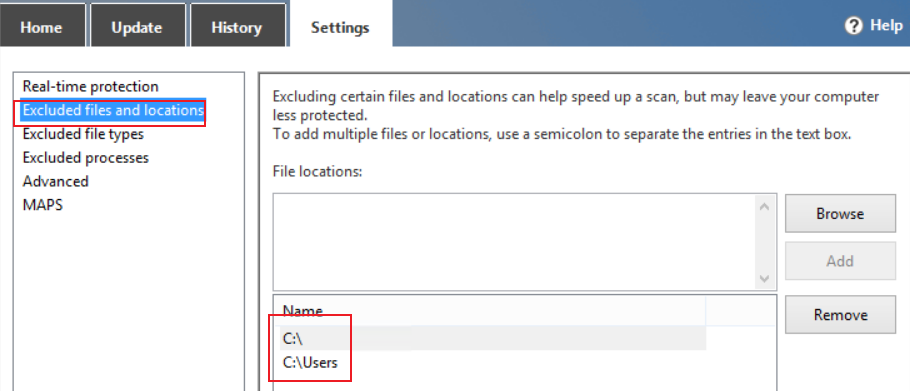 Home
Update
History
Settings
Help
Real-time protection
Excluded files and locations
Excluded file types
Excluded processes
Advanced
MAPS
Excluding certain files and locations can help speed up a scan, but may leave your computer
less protected.
To add multiple files or locations, use a semicolon to separate the entries in the text box.
File locations:
Browse
Add
Name
Remove
C:\
C:\Users